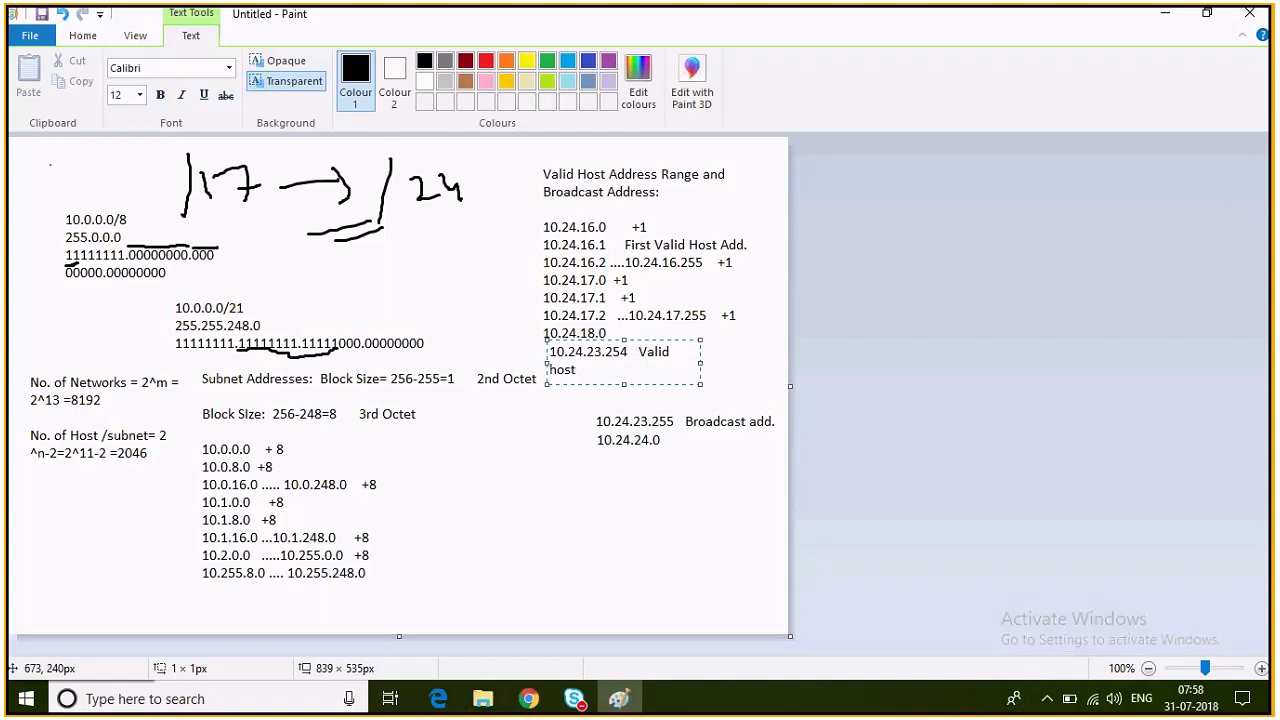 Text Tools
Untitled - Paint
File
Home
View
Text
Paste
Cut
Copy
Clipboard
Calibri
12
B I U abc
Font
Opaque
Transparent
Background
Colour 1
Colour 2
Edit colours
Edit with Paint 3D
Colours
/17 → /24
10.0.0.0/8
255.0.0.0
11111111.00000000.000
00000.00000000
10.0.0.0/21
255.255.248.0
11111111.11111111.11111000.00000000
No. of Networks = 2^m =
2^13 =8192
No. of Host /subnet= 2
^n-2=2^11-2 =2046
Subnet Addresses: Block Size= 256-255=1 2nd Octet
Block SIze: 256-248=8 3rd Octet
10.0.0.0 + 8
10.0.8.0 +8
10.0.16.0 ..... 10.0.248.0 +8
10.1.0.0 +8
10.1.8.0 +8
10.1.16.0 ...10.1.248.0 +8
10.2.0.0 .....10.255.0.0 +8
10.255.8.0 .... 10.255.248.0
Valid Host Address Range and
Broadcast Address:
10.24.16.0 +1
10.24.16.1 First Valid Host Add.
10.24.16.2 ....10.24.16.255 +1
10.24.17.0 +1
10.24.17.1 +1
10.24.17.2 ...10.24.17.255 +1
10.24.18.0
10.24.23.254 Valid
host
10.24.23.255 Broadcast add.
10.24.24.0
Activate Windows
Go to Settings to activate Windows.
673, 240px
1 × 1px
839 × 535px
100%
Type here to search
ENG
07:58
31-07-2018